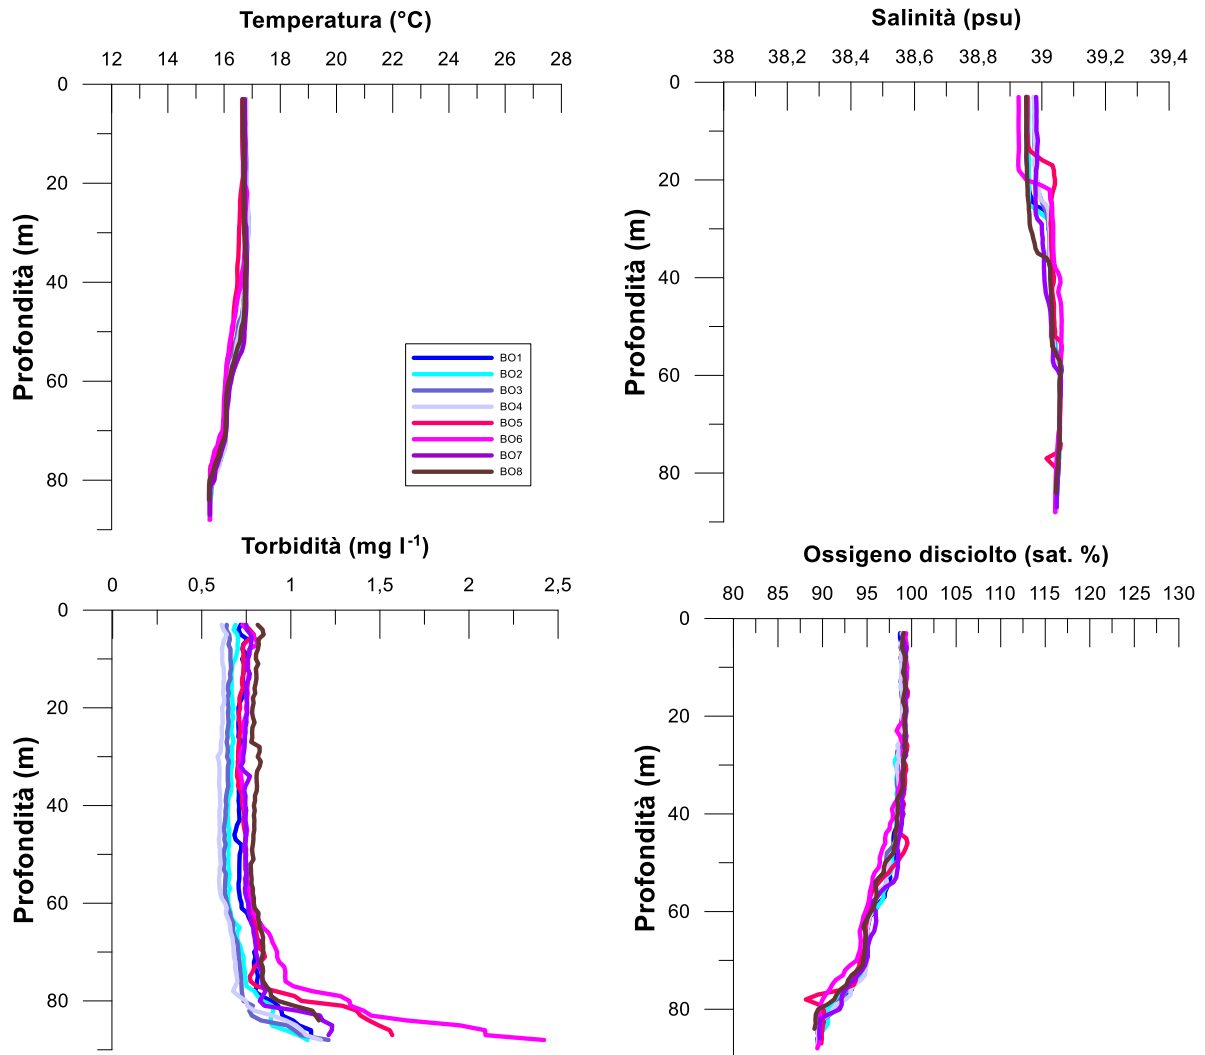 Temperatura (°C)
12 14 16 18 20 22 24 26 28
0
20
40
60
80
Profondità (m)
BO1
BO2
BO3
BO4
BO5
BO6
BO7
BO8
Salinità (psu)
38 38,2 38,4 38,6 38,8 39 39,2 39,4
0
20
40
60
80
Profondità (m)
Torbidità (mg l-1)
0 0,5 1 1,5 2 2,5
0
20
40
60
80
Profondità (m)
Ossigeno disciolto (sat. %)
80 85 90 95 100 105 110 115 120 125 130
0
20
40
60
80
Profondità (m)